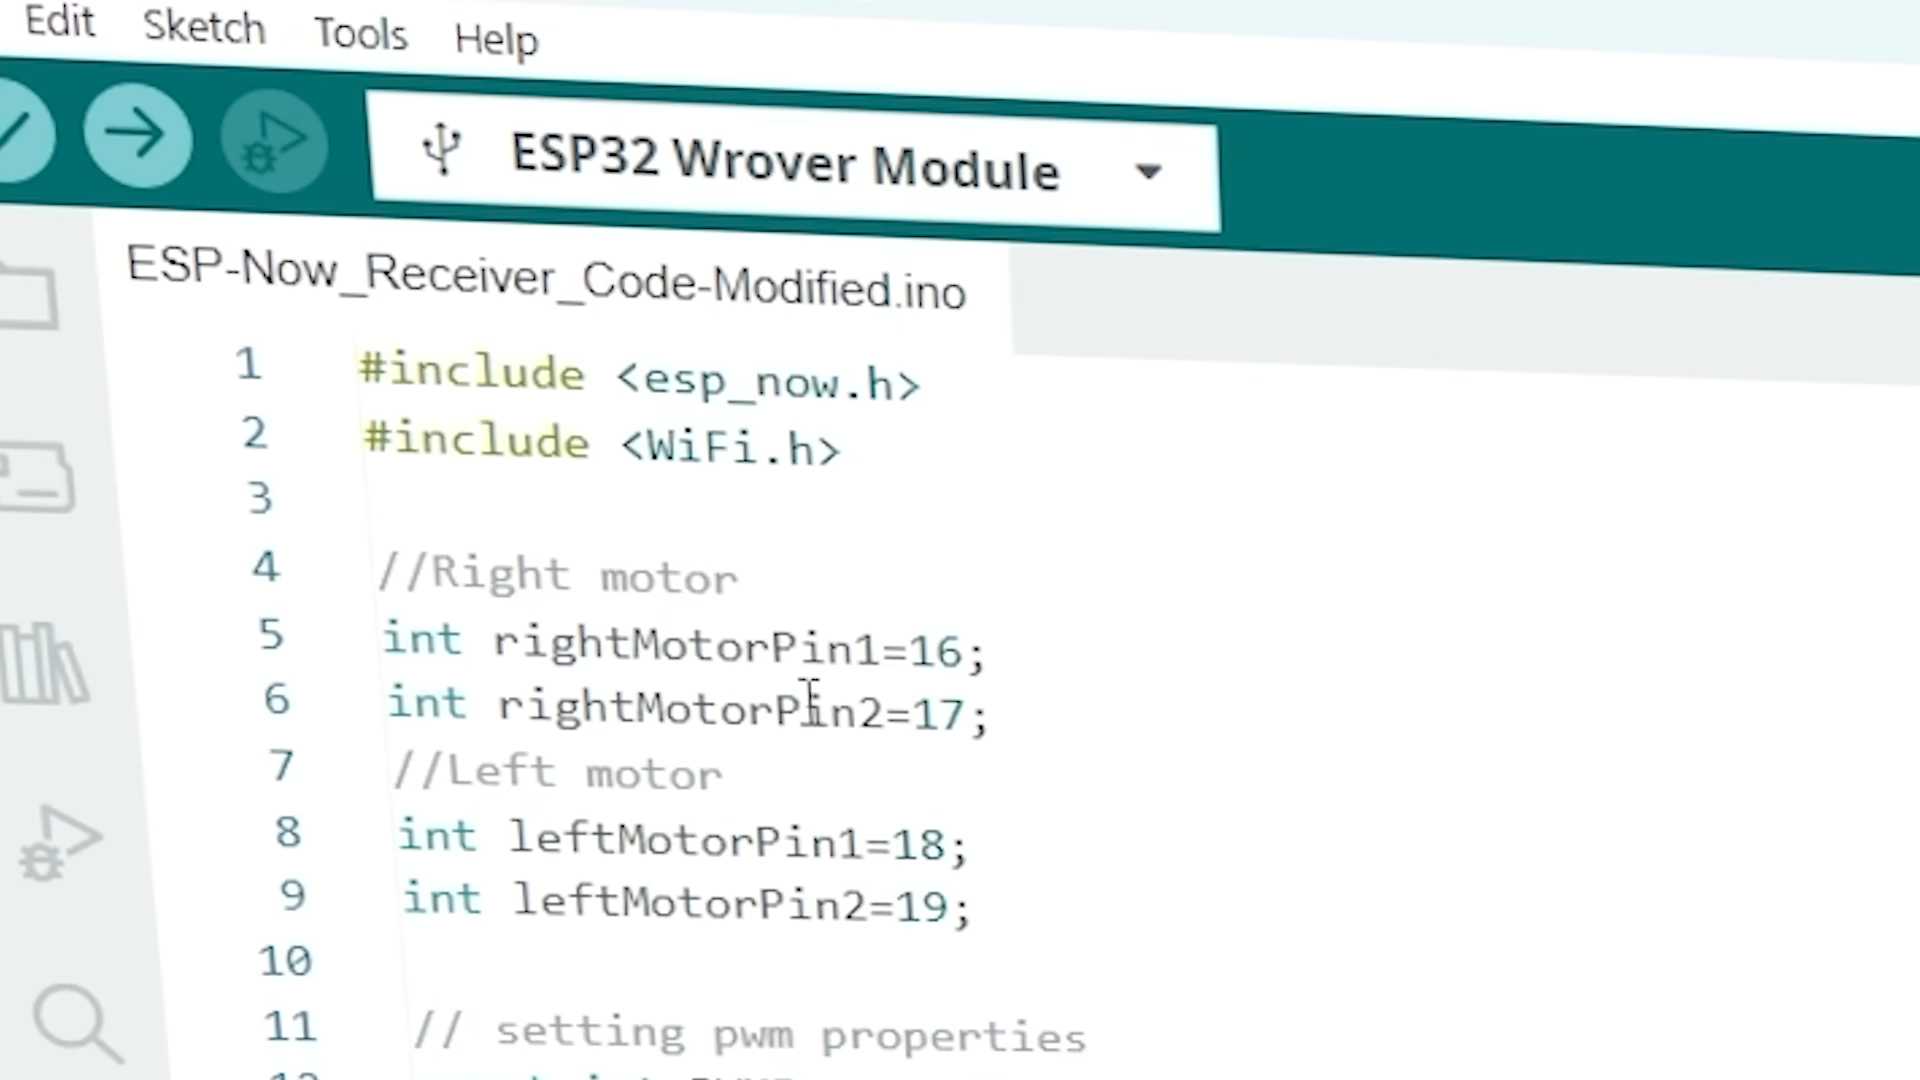 Edit Sketch Tools Help
ESP32 Wrover Module
ESP-Now_Receiver_Code-Modified.ino
1 #include <esp_now.h>
2 #include <WiFi.h>
3
4 //Right motor
5 int rightMotorPin1=16;
6 int rightMotorPin2=17;
7 //Left motor
8 int leftMotorPin1=18;
9 int leftMotorPin2=19;
10
11 // setting pwm properties